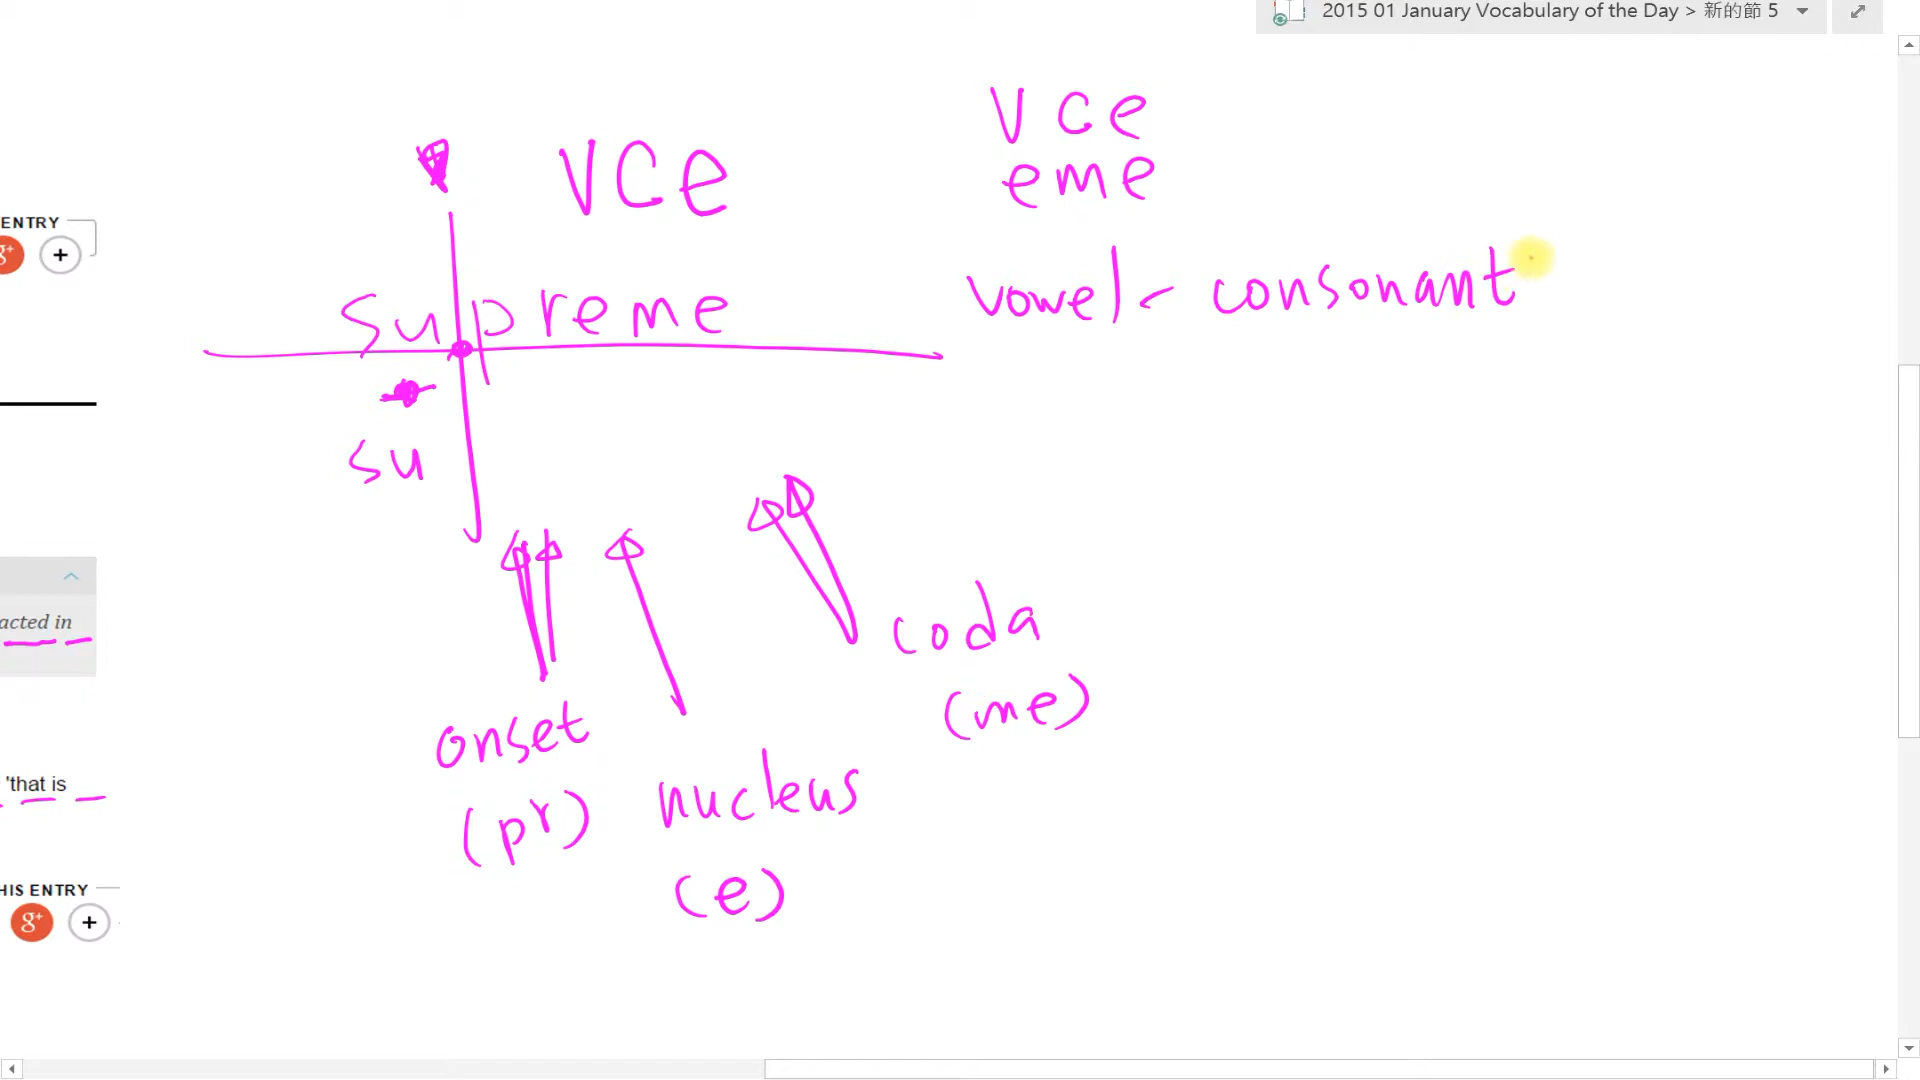 2015 01 January Vocabulary of the Day > 新的節 5
VCe
eme
VCe
ENTRY
g+
+
vowel - consonant
supreme
su
acted in
coda
(me)
onset
(pr)
nucleus
(e)
'that is
HIS ENTRY
g+
+